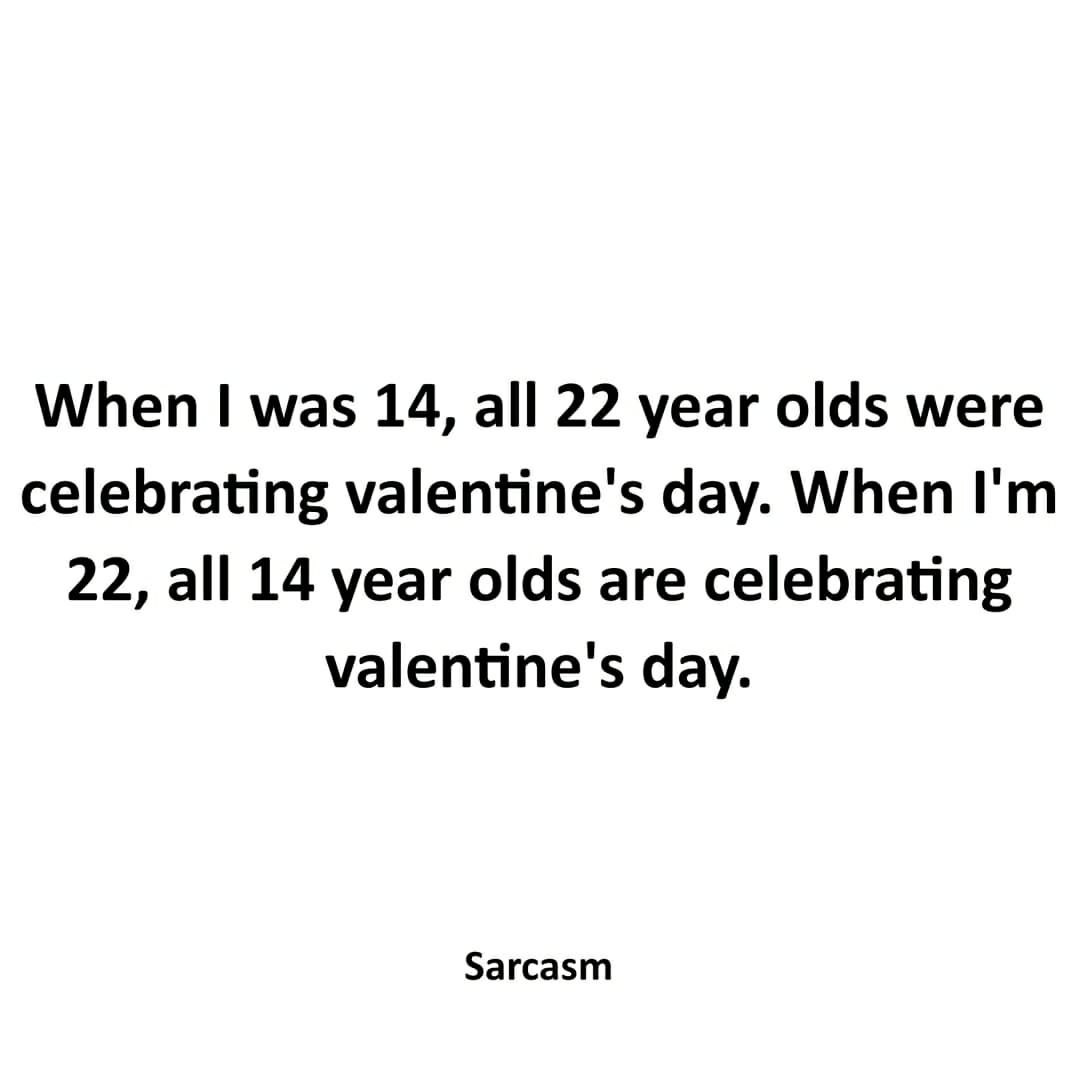 When I was 14, all 22 year olds were
celebrating valentine's day. When I'm
22, all 14 year olds are celebrating
valentine's day.
Sarcasm